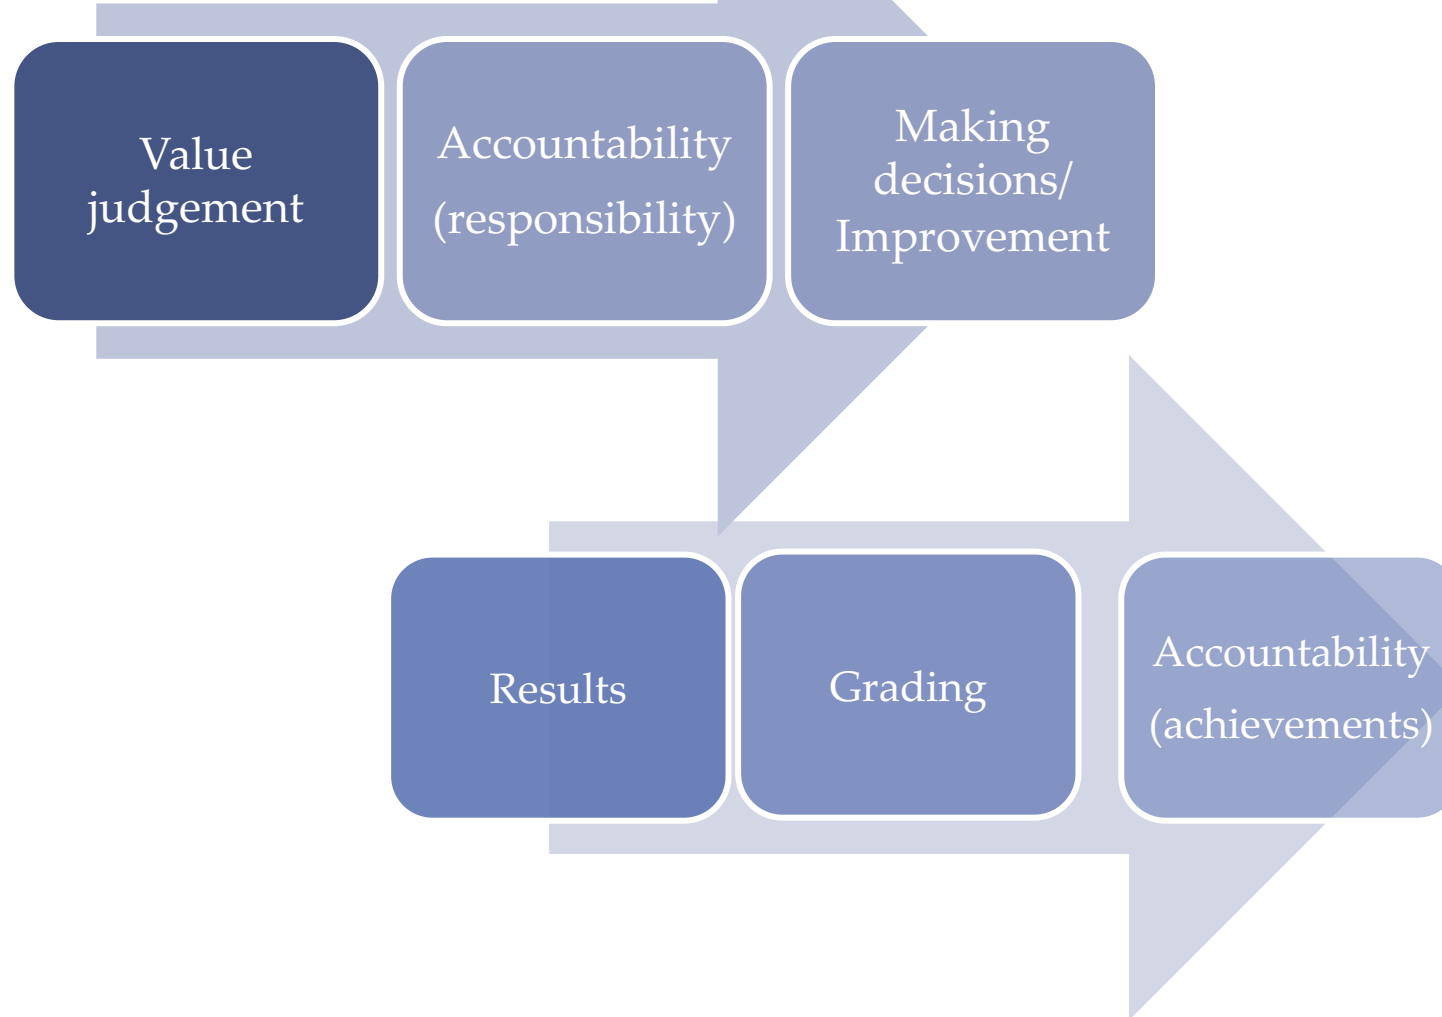 Value
judgement
Accountability
(responsibility)
Making
decisions/
Improvement
Results
Grading
Accountability
(achievements)